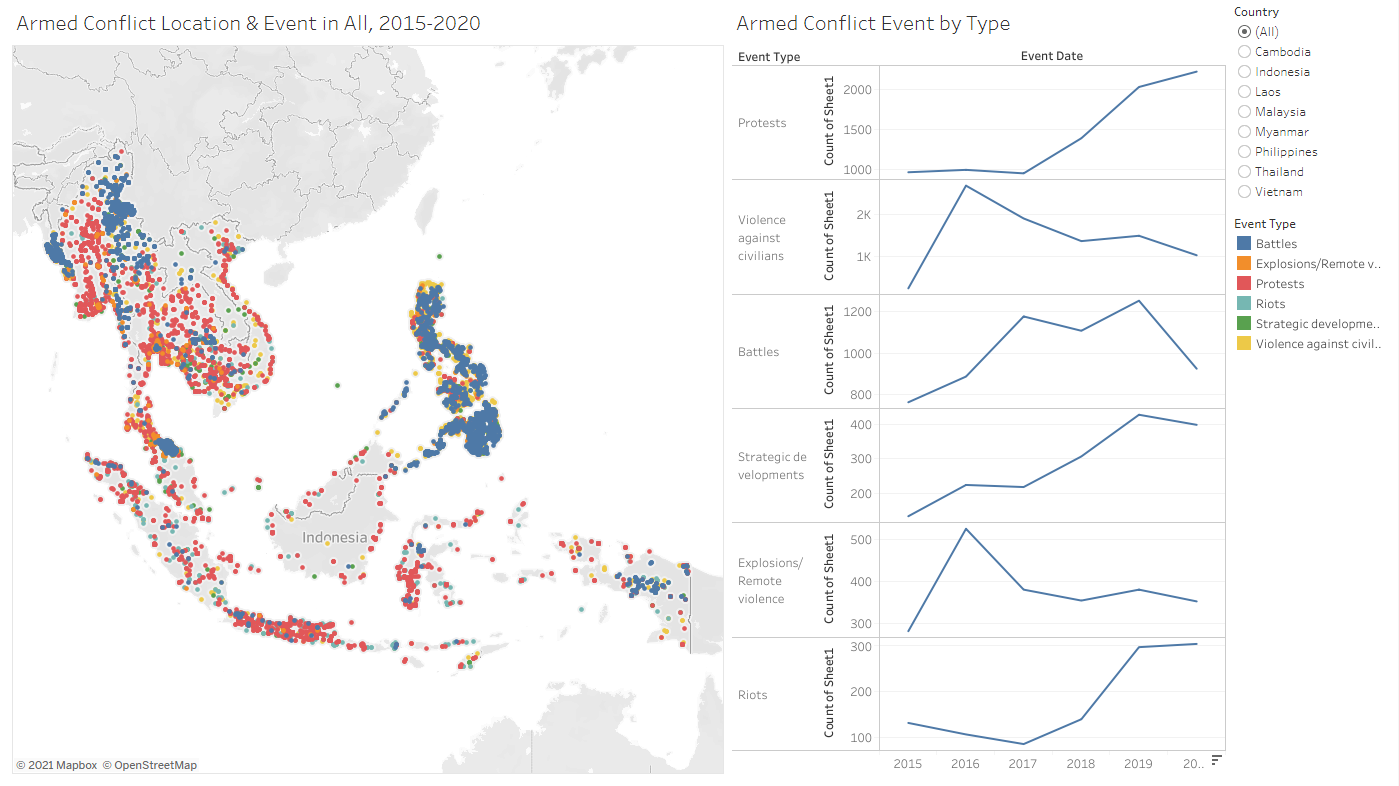 Armed Conflict Location & Event in All, 2015-2020
Indonesia
© 2021 Mapbox © OpenStreetMap
Armed Conflict Event by Type
Event Type
Event Date
Protests
Count of Sheet1
2000
1500
1000
Violence
against
civilians
Count of Sheet1
2K
1K
Battles
Count of Sheet1
1200
1000
800
Strategic de
velopments
Count of Sheet1
400
300
200
Explosions/
Remote
violence
Count of Sheet1
500
400
300
Riots
Count of Sheet1
300
200
100
2015 2016 2017 2018 2019 20..
Country
(All)
Cambodia
Indonesia
Laos
Malaysia
Myanmar
Philippines
Thailand
Vietnam
Event Type
Battles
Explosions/Remote v..
Protests
Riots
Strategic developme..
Violence against civil..